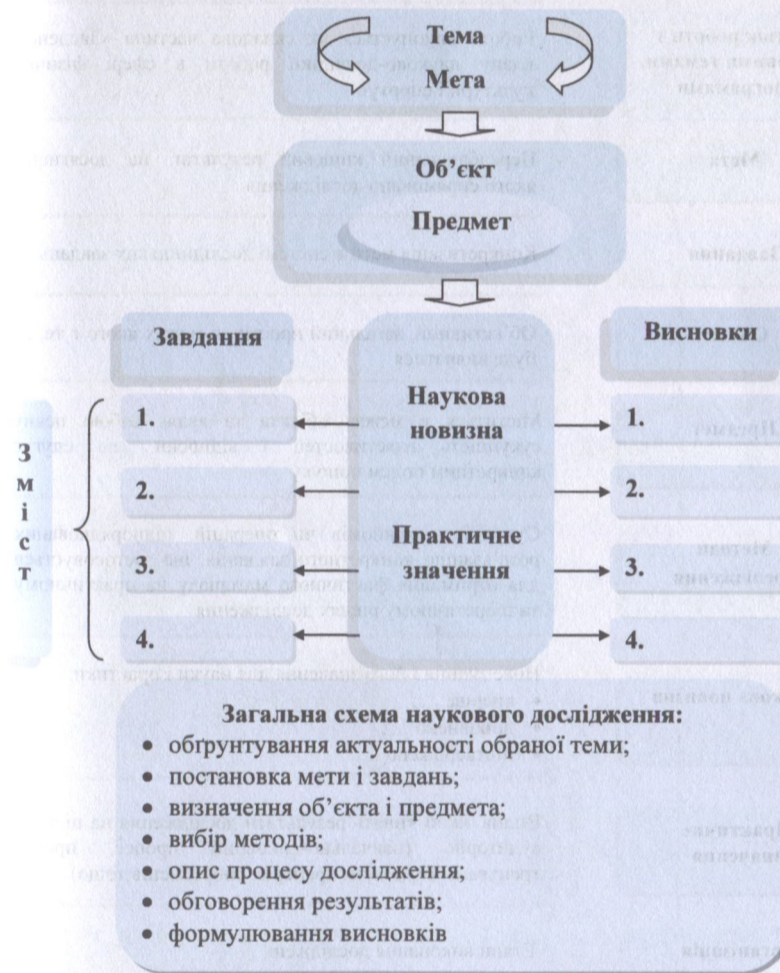 Тема
Мета
Об’єкт
Предмет
Завдання
Наукова
новизна
Практичне
значення
Висновки
Зміст
1.
2.
3.
4.
1.
2.
3.
4.
Загальна схема наукового дослідження:
• обґрунтування актуальності обраної теми;
• постановка мети і завдань;
• визначення об’єкта і предмета;
• вибір методів;
• опис процесу дослідження;
• обговорення результатів;
• формулювання висновків